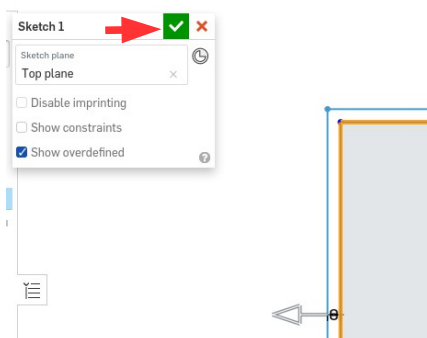 Sketch 1
Sketch plane
Top plane
Disable imprinting
Show constraints
Show overdefined